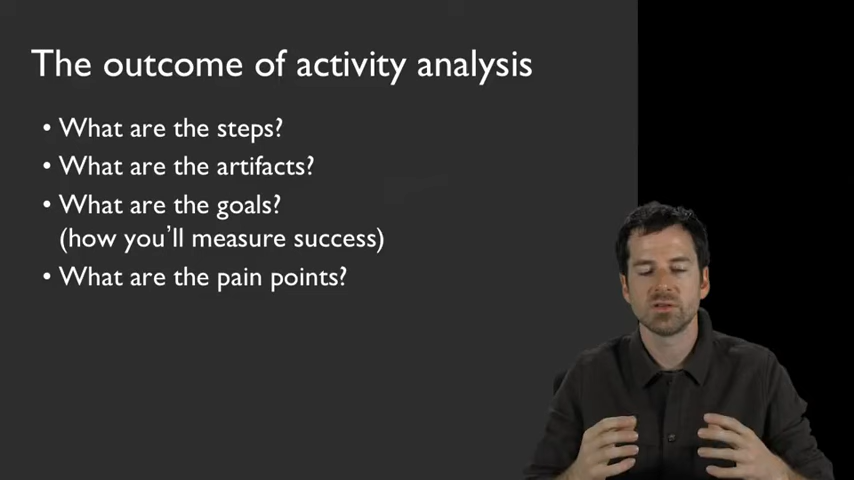 The outcome of activity analysis
• What are the steps?
• What are the artifacts?
• What are the goals?
(how you’ll measure success)
• What are the pain points?